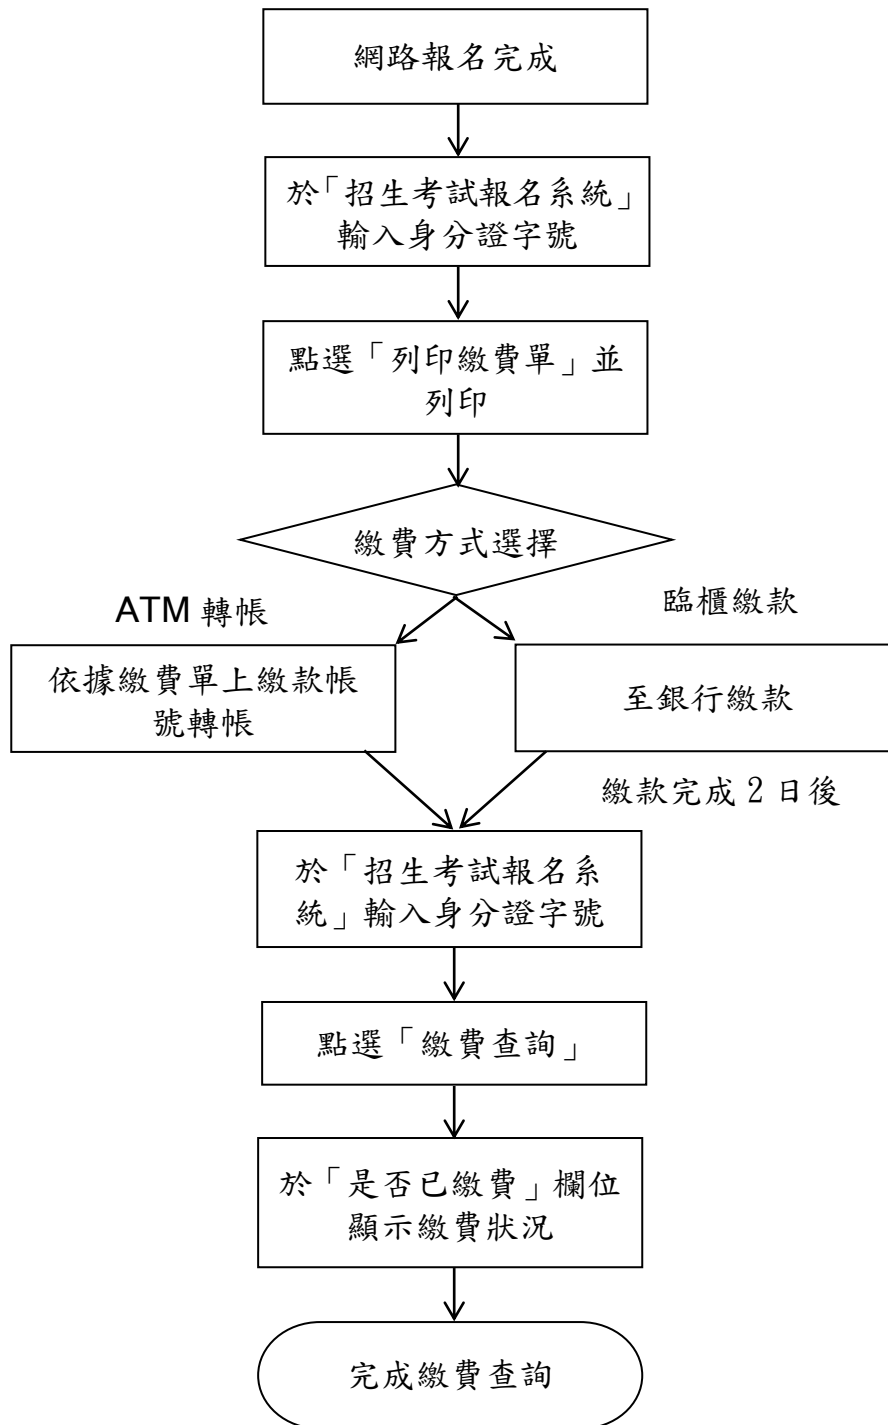 網路報名完成
於「招生考試報名系統」
輸入身分證字號
點選「列印繳費單」並
列印
繳費方式選擇
ATM 轉帳
臨櫃繳款
依據繳費單上繳款帳
號轉帳
至銀行繳款
繳款完成 2 日後
於「招生考試報名系
統」輸入身分證字號
點選「繳費查詢」
於「是否已繳費」欄位
顯示繳費狀況
完成繳費查詢